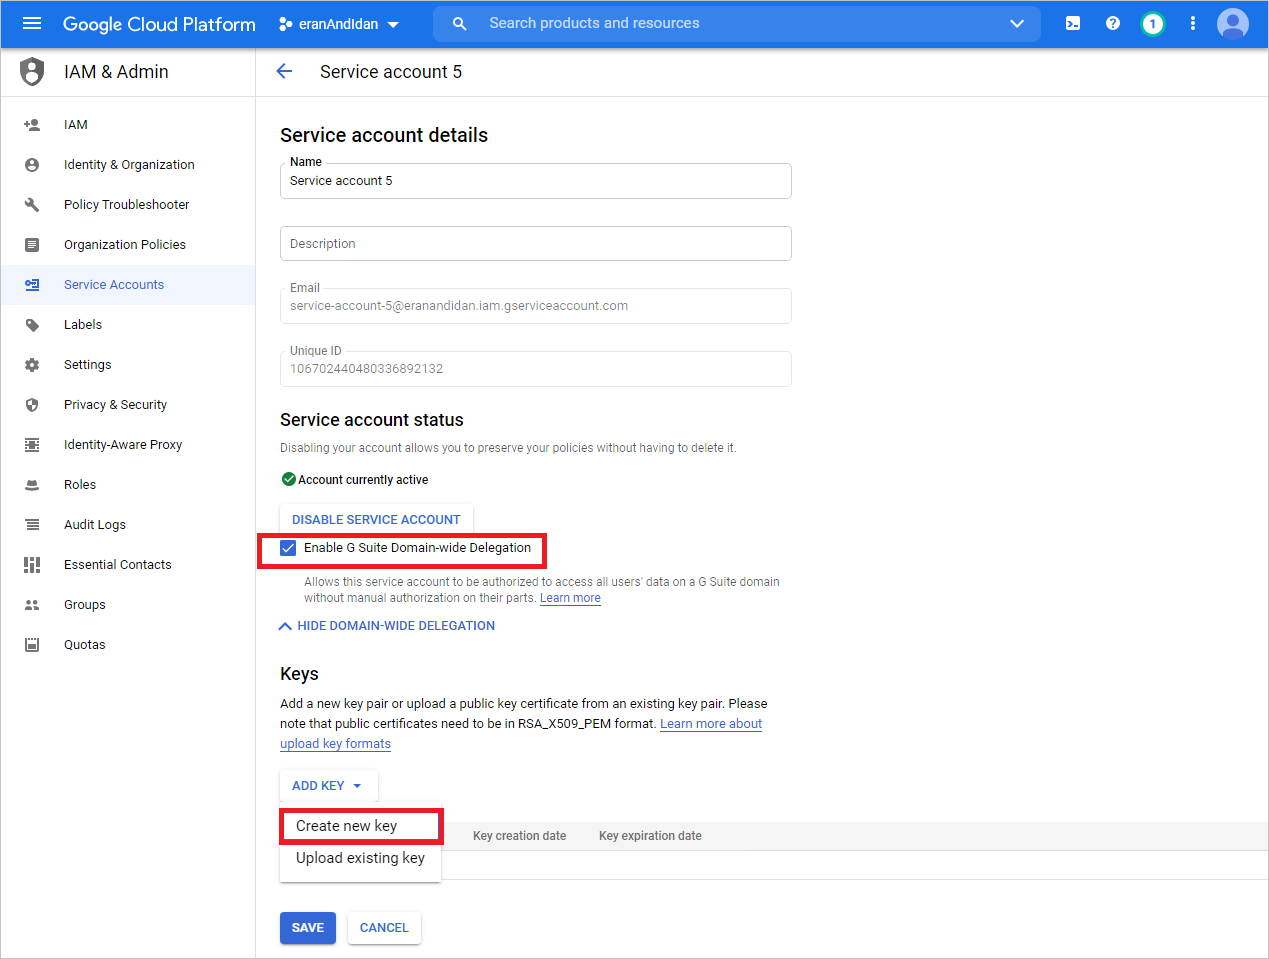 Google Cloud Platform
eranAndIdan
Search products and resources
1
IAM & Admin
Service account 5
IAM
Identity & Organization
Policy Troubleshooter
Organization Policies
Service Accounts
Labels
Settings
Privacy & Security
Identity-Aware Proxy
Roles
Audit Logs
Essential Contacts
Groups
Quotas
Service account details
Name
Service account 5
Description
Email
service-account-5@eranandidan.iam.gserviceaccount.com
Unique ID
106702440480336892132
Service account status
Disabling your account allows you to preserve your policies without having to delete it.
Account currently active
DISABLE SERVICE ACCOUNT
Enable G Suite Domain-wide Delegation
Allows this service account to be authorized to access all users' data on a G Suite domain
without manual authorization on their parts. Learn more
HIDE DOMAIN-WIDE DELEGATION
Keys
Add a new key pair or upload a public key certificate from an existing key pair. Please
note that public certificates need to be in RSA_X509_PEM format. Learn more about
upload key formats
ADD KEY
Create new key
Upload existing key
Key creation date
Key expiration date
SAVE
CANCEL